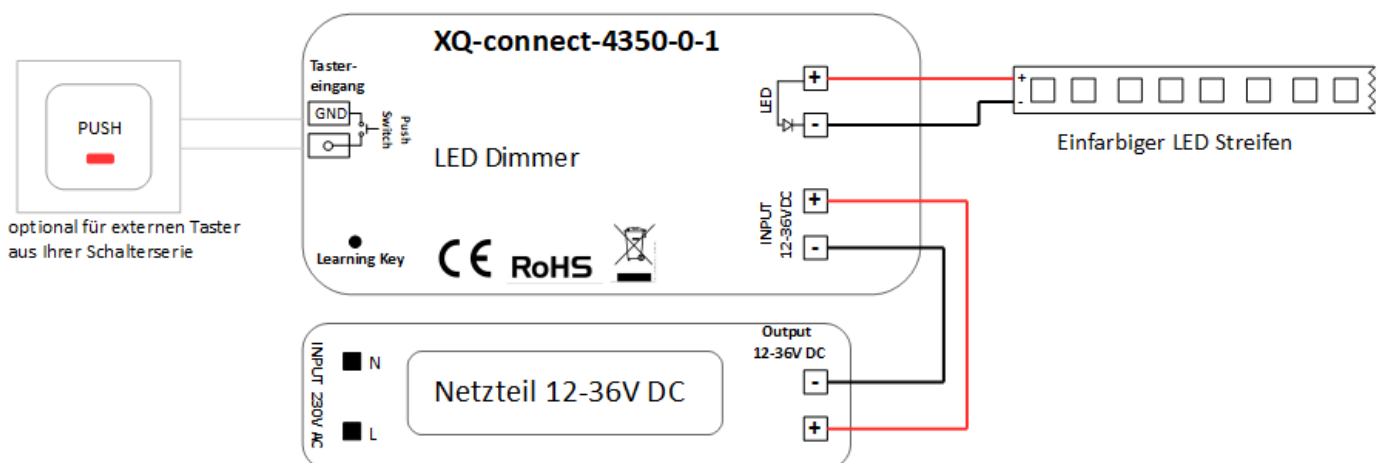 XQ-connect-4350-0-1
Taster-
eingang
GND
Push
Switch
PUSH
LED Dimmer
optional für externen Taster
aus Ihrer Schalterserie
Learning Key
CE
RoHS
LED
+
-
+
-
Einfarbiger LED Streifen
INPUT
12-36VDC
+
-
INPUT 230V AC
N
L
Netzteil 12-36V DC
Output
12-36V DC
-
+